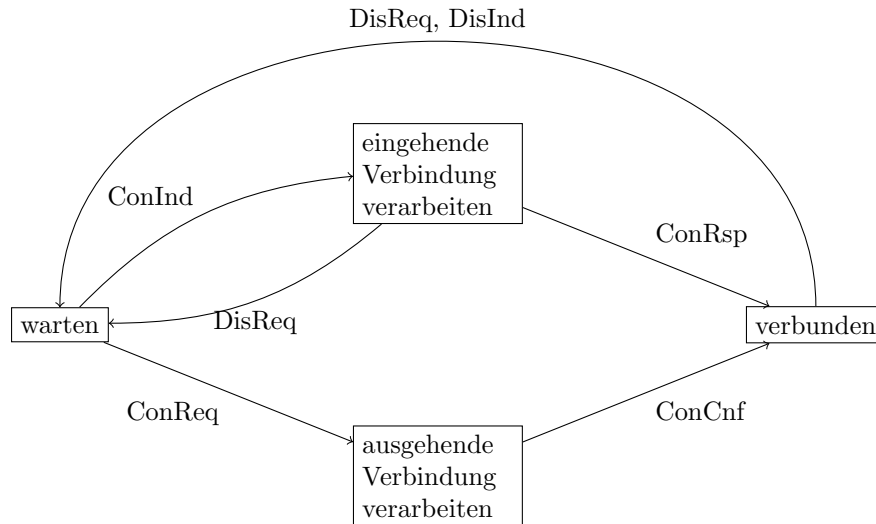 DisReq, DisInd
eingehende
Verbindung
verarbeiten
ConInd
ConRsp
DisReq
warten
verbunden
ConReq
ConCnf
ausgehende
Verbindung
verarbeiten